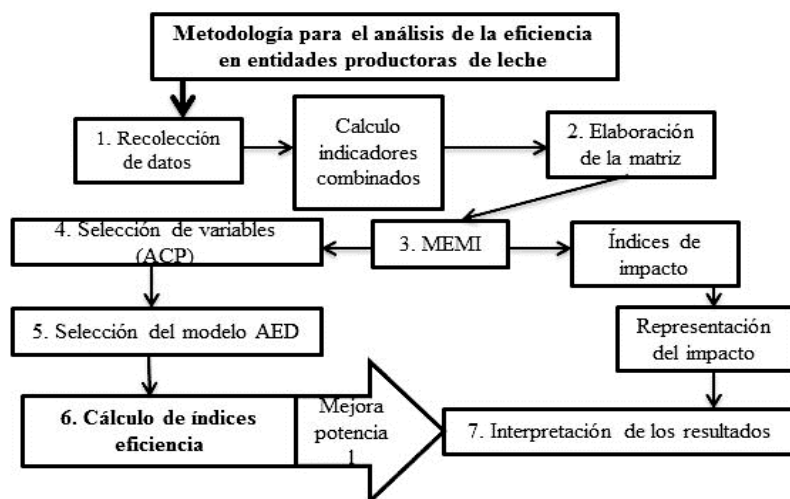 Metodología para el análisis de la eficiencia
en entidades productoras de leche
1. Recolección
de datos
Calculo
indicadores
combinados
2. Elaboración
de la matriz
4. Selección de variables
(ACP)
3. MEMI
Índices de
impacto
5. Selección del modelo AED
Representación
del impacto
6. Cálculo de índices
eficiencia
Mejora
potencia
l
7. Interpretación de los resultados